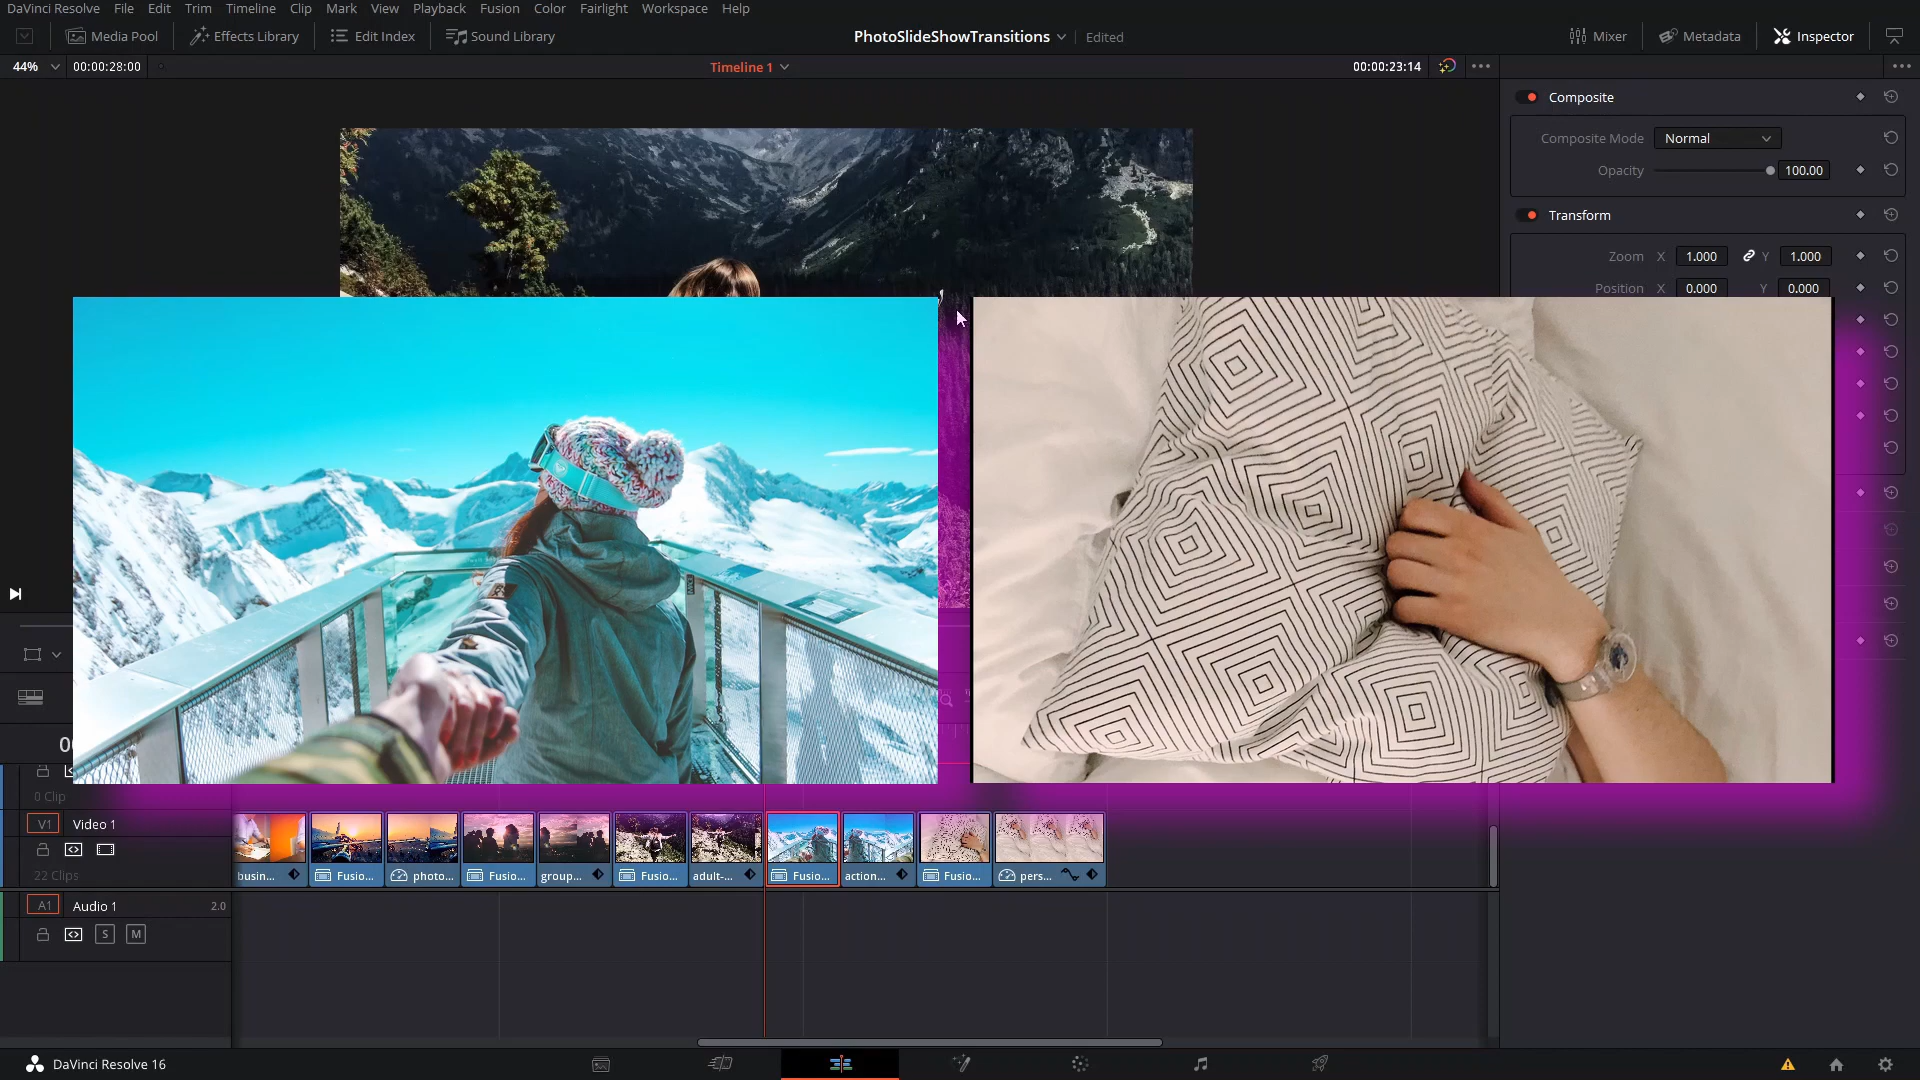 DaVinci Resolve File Edit Trim Timeline Clip Mark View Playback Fusion Color Fairlight Workspace Help
Media Pool Effects Library Edit Index Sound Library PhotoSlideShowTransitions Edited Mixer Metadata Inspector
44% 00:00:28:00 Timeline 1 00:00:23:14
Composite
Composite Mode Normal
Opacity 100.00
Transform
Zoom X 1.000 Y 1.000
Position X 0.000 Y 0.000
0 Clip
V1 Video 1
22 Clips
busin... Fusio... photo... Fusio... group... Fusio... adult-... Fusio... action... Fusio... pers...
A1 Audio 1 2.0
S M
DaVinci Resolve 16